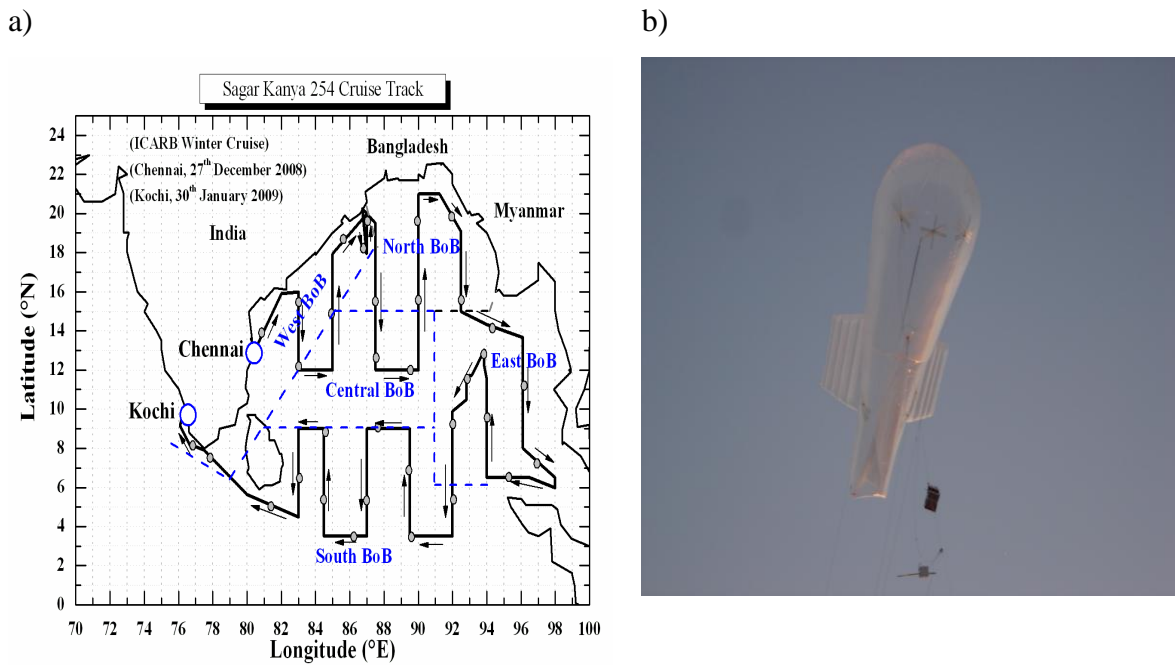 a)
b)
Sagar Kanya 254 Cruise Track
(ICARB Winter Cruise)
(Chennai, 27th December 2008)
(Kochi, 30th January 2009)
Bangladesh
Myanmar
India
North BoB
West BoB
Chennai
East BoB
Central BoB
Kochi
South BoB
Latitude (°N)
24
22
20
18
16
14
12
10
8
6
4
2
0
70 72 74 76 78 80 82 84 86 88 90 92 94 96 98 100
Longitude (°E)